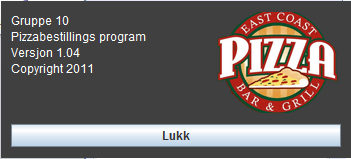 Gruppe 10
Pizzabestillings program
Versjon 1.04
Copyright 2011
EAST COAST
PIZZA
BAR & GRILL
Lukk